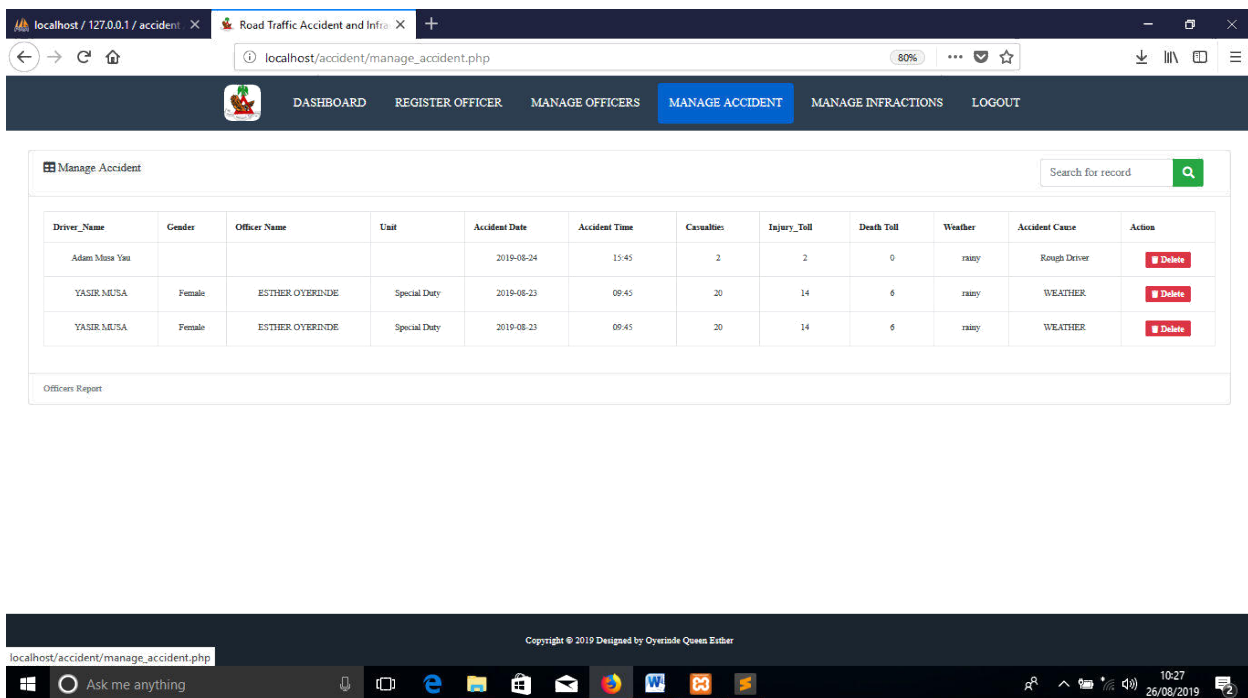 localhost / 127.0.0.1 / accident
Road Traffic Accident and Infra
localhost/accident/manage_accident.php
80%
DASHBOARD REGISTER OFFICER MANAGE OFFICERS MANAGE ACCIDENT MANAGE INFRACTIONS LOGOUT
Manage Accident
Search for record
Driver_Name Gender Officer Name Unit Accident Date Accident Time Casualties Injury_Toll Death Toll Weather Accident Cause Action
Adam Musa Yau 2019-08-24 15:45 2 2 0 rainy Rough Driver Delete
YASIR MUSA Female ESTHER OYERINDE Special Duty 2019-08-23 09:45 20 14 6 rainy WEATHER Delete
YASIR MUSA Female ESTHER OYERINDE Special Duty 2019-08-23 09:45 20 14 6 rainy WEATHER Delete
Officers Report
Copyright © 2019 Designed by Oyerinde Queen Esther
localhost/accident/manage_accident.php
Ask me anything
10:27
26/08/2019
2